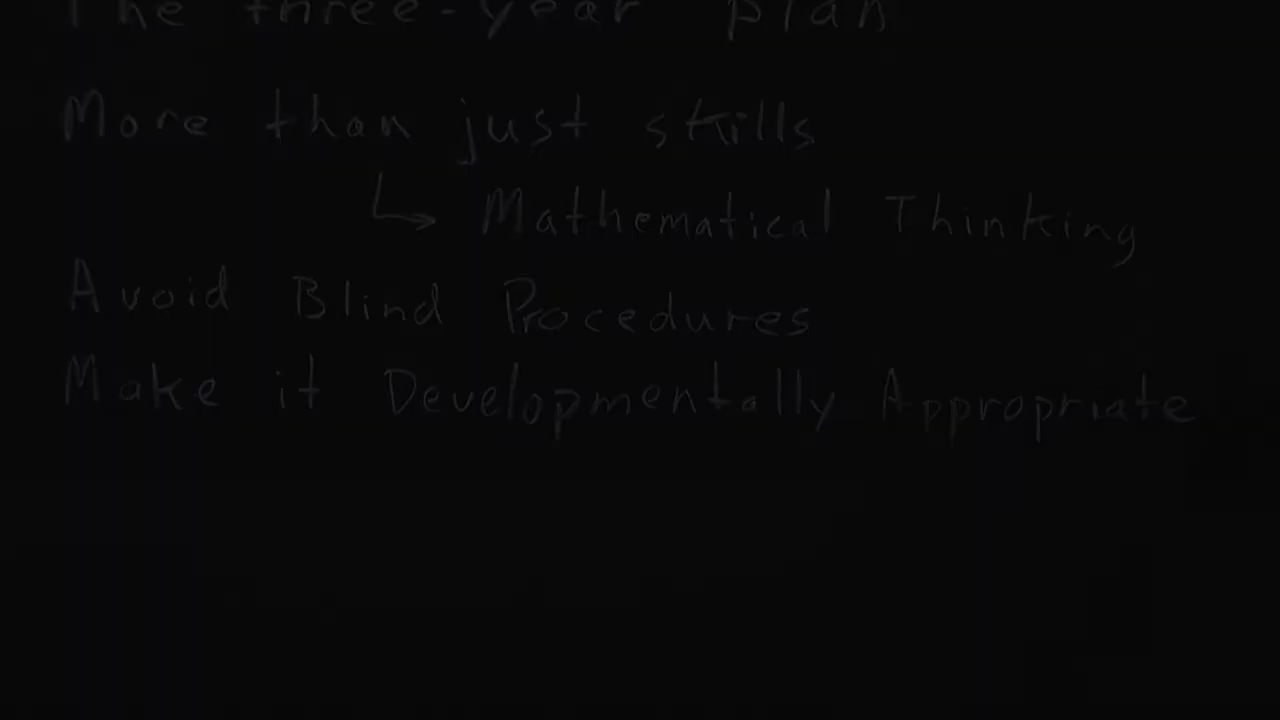 The three-year plan
More than just skills
Mathematical Thinking
Avoid Blind Procedures
Make it Developmentally Appropriate